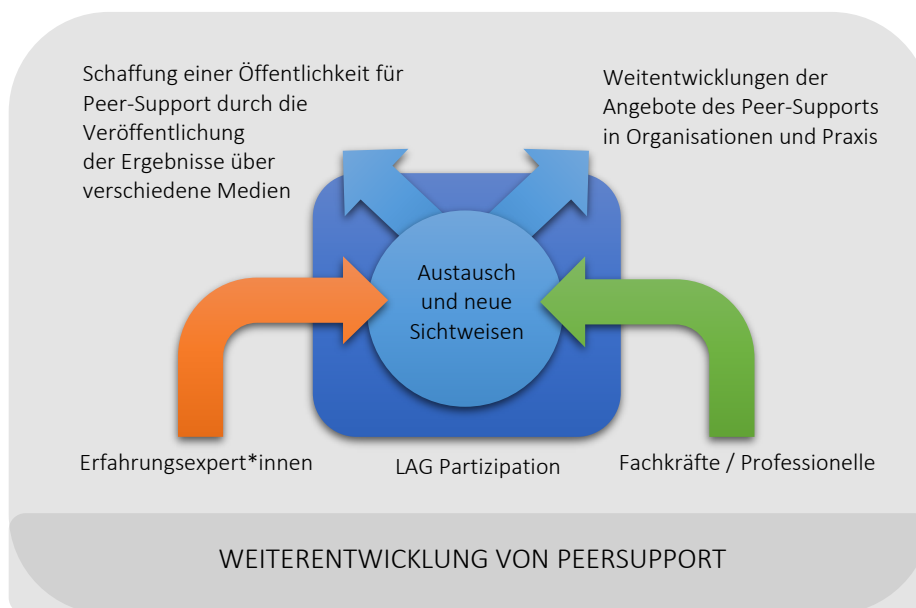 Schaffung einer Öffentlichkeit für
Peer-Support durch die
Veröffentlichung
der Ergebnisse über
verschiedene Medien
Weitentwicklungen der
Angebote des Peer-Supports
in Organisationen und Praxis
Austausch
und neue
Sichtweisen
Erfahrungsexpert*innen
LAG Partizipation
Fachkräfte / Professionelle
WEITERENTWICKLUNG VON PEERSUPPORT